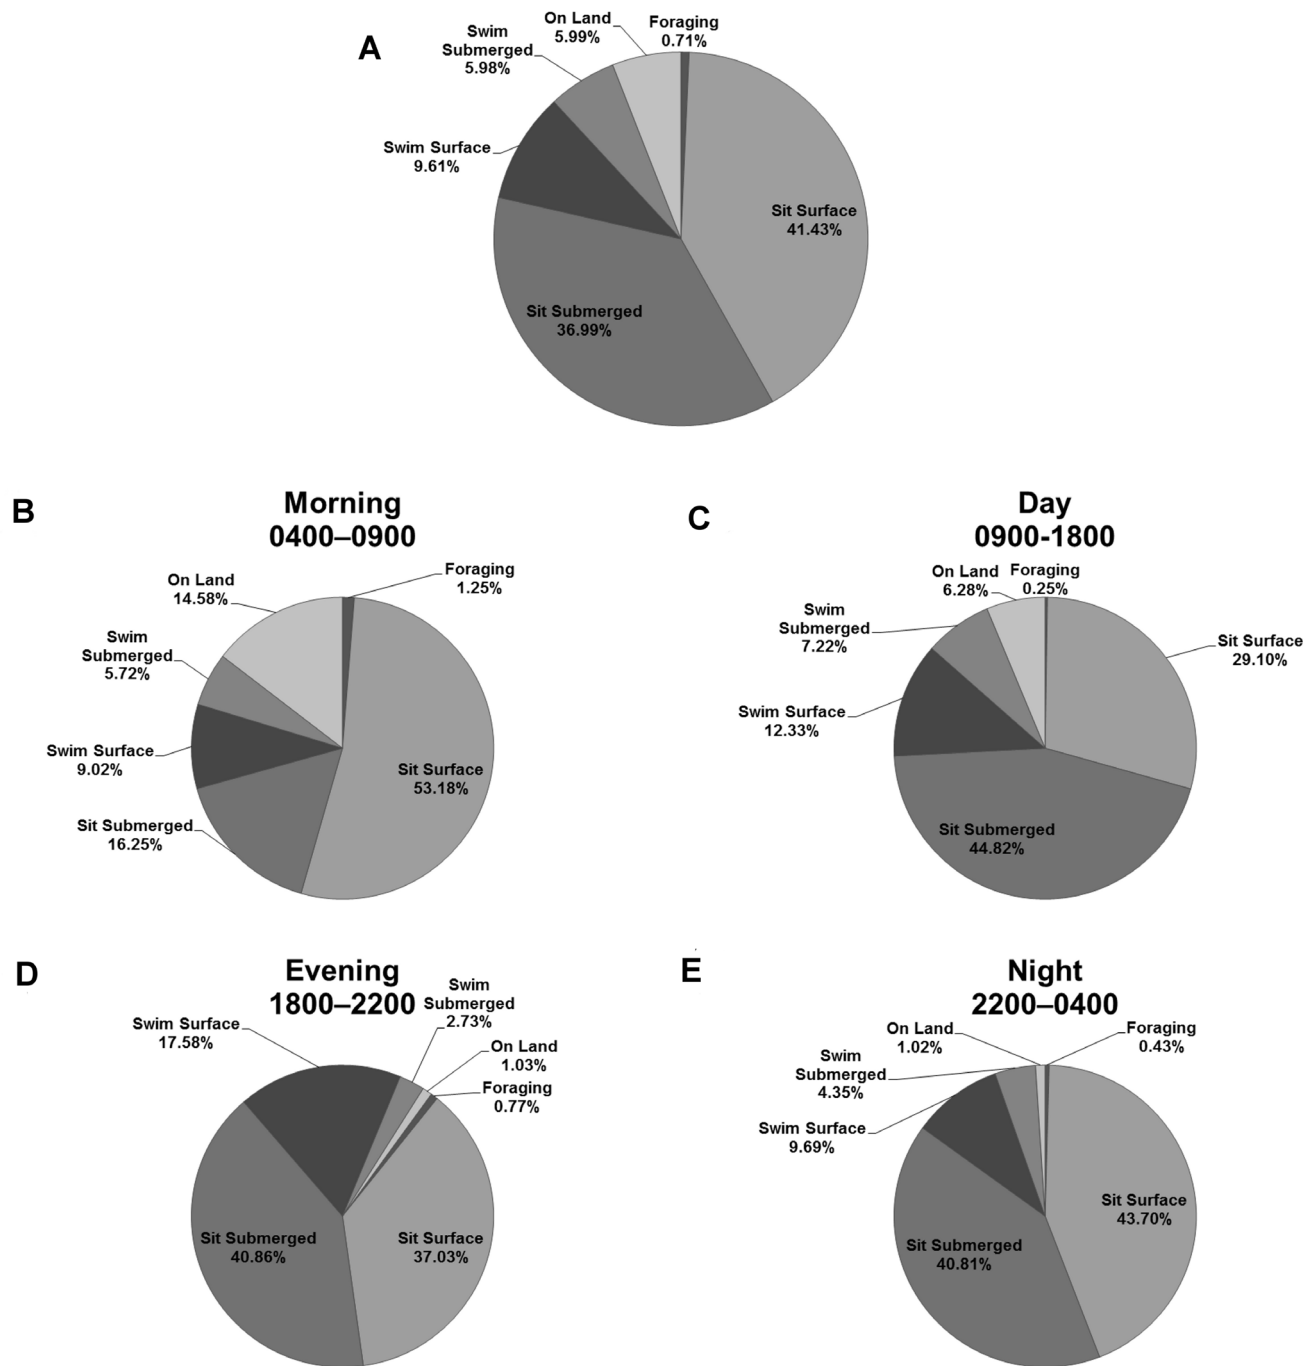 A
On Land
5.99%
Foraging
0.71%
Swim
Submerged
5.98%
Swim Surface
9.61%
Sit Surface
41.43%
Sit Submerged
36.99%
B
Morning
0400–0900
On Land
14.58%
Foraging
1.25%
Swim
Submerged
5.72%
Swim Surface
9.02%
Sit Surface
53.18%
Sit Submerged
16.25%
C
Day
0900-1800
On Land
6.28%
Foraging
0.25%
Swim
Submerged
7.22%
Sit Surface
29.10%
Swim Surface
12.33%
Sit Submerged
44.82%
D
Evening
1800–2200
Swim
Submerged
2.73%
Swim Surface
17.58%
On Land
1.03%
Foraging
0.77%
Sit Submerged
40.86%
Sit Surface
37.03%
E
Night
2200–0400
On Land
1.02%
Foraging
0.43%
Swim
Submerged
4.35%
Swim Surface
9.69%
Sit Surface
43.70%
Sit Submerged
40.81%